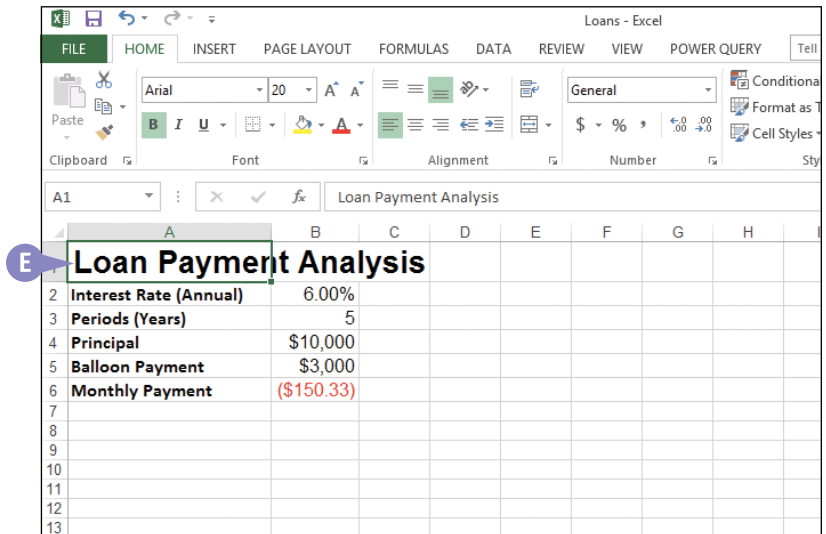 Loans - Excel
FILE HOME INSERT PAGE LAYOUT FORMULAS DATA REVIEW VIEW POWER QUERY Tell
Arial 20 A A General Conditiona
Paste Format as T
B I U A $ % , .00 .00 Cell Styles
Clipboard Font Alignment Number Sty
A1 fx Loan Payment Analysis
A B C D E F G H I
E 1 Loan Payment Analysis
2 Interest Rate (Annual) 6.00%
3 Periods (Years) 5
4 Principal $10,000
5 Balloon Payment $3,000
6 Monthly Payment ($150.33)
7
8
9
10
11
12
13